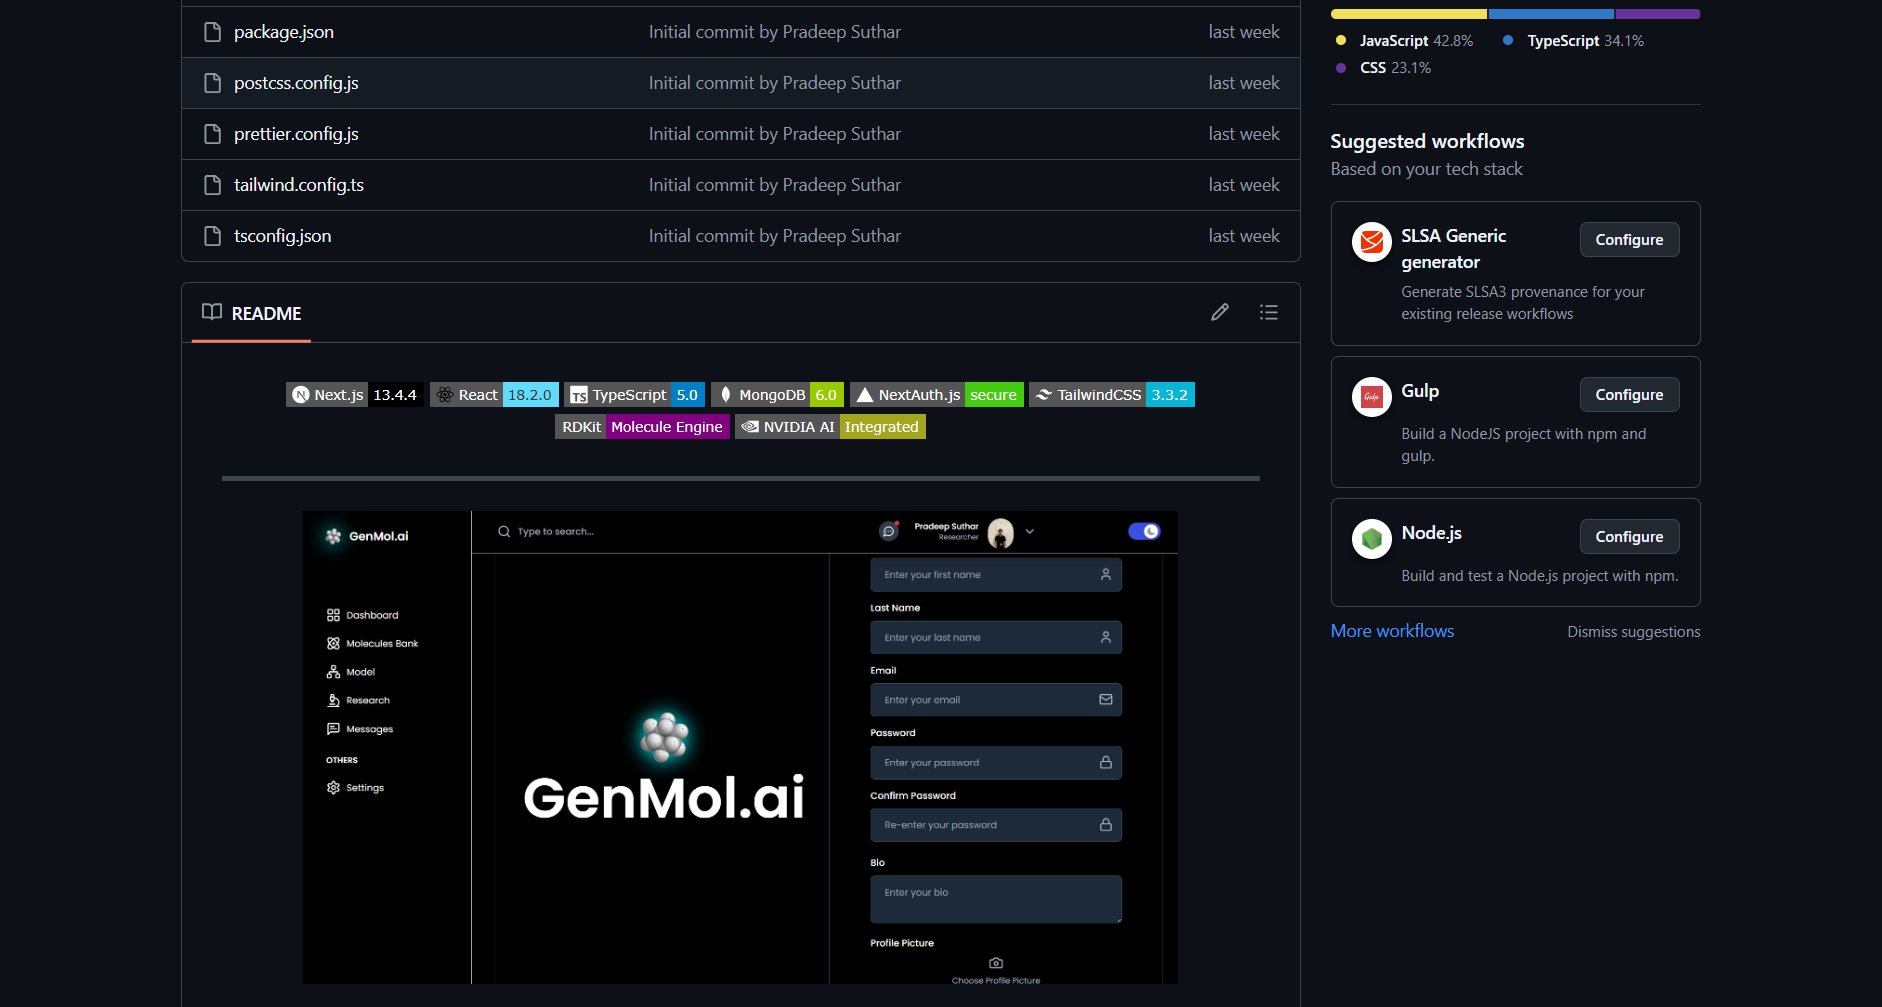 package.json Initial commit by Pradeep Suthar last week
postcss.config.js Initial commit by Pradeep Suthar last week
prettier.config.js Initial commit by Pradeep Suthar last week
tailwind.config.ts Initial commit by Pradeep Suthar last week
tsconfig.json Initial commit by Pradeep Suthar last week
README
N Next.js 13.4.4 React 18.2.0 TS TypeScript 5.0 MongoDB 6.0 NextAuth.js secure TailwindCSS 3.3.2
RDKit Molecule Engine NVIDIA AI Integrated
GenMol.ai
Type to search...
Pradeep Suthar
Researcher
Dashboard
Molecules Bank
Model
Research
Messages
OTHERS
Settings
GenMol.ai
Enter your first name
Last Name
Enter your last name
Email
Enter your email
Password
Enter your password
Confirm Password
Re-enter your password
Bio
Enter your bio
Profile Picture
Choose Profile Picture
JavaScript 42.8% TypeScript 34.1%
CSS 23.1%
Suggested workflows
Based on your tech stack
SLSA Generic
generator
Configure
Generate SLSA3 provenance for your
existing release workflows
Gulp
Gulp
Configure
Build a NodeJS project with npm and
gulp.
Node.js
Configure
Build and test a Node.js project with npm.
More workflows Dismiss suggestions